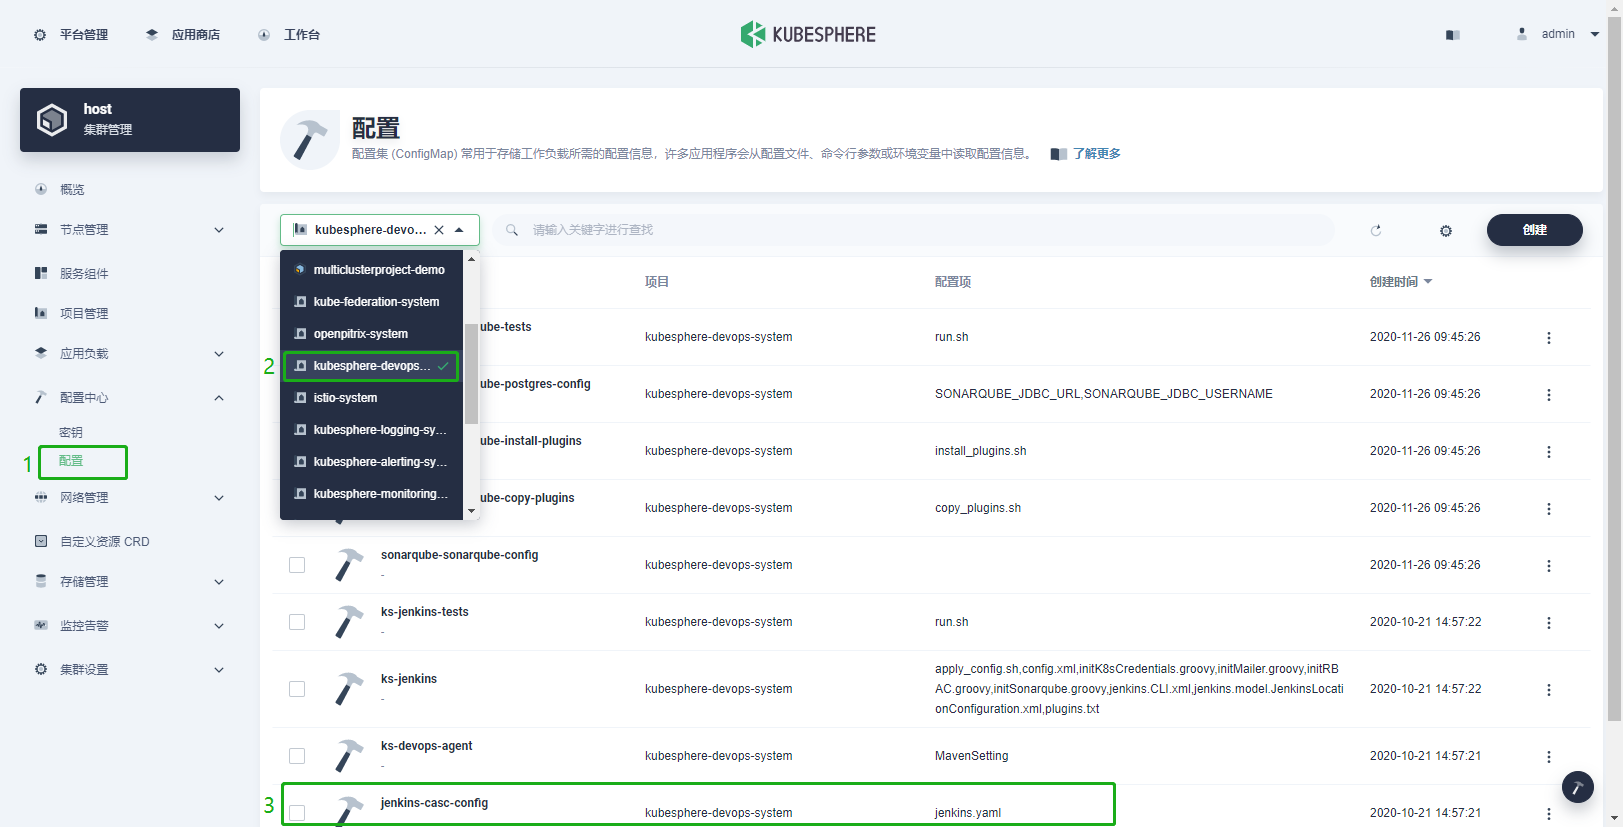 平台管理
应用商店
工作台
KUBESPHERE
admin
host
集群管理
概览
节点管理
服务组件
项目管理
应用负载
配置中心
密钥
1
配置
网络管理
自定义资源 CRD
存储管理
监控告警
集群设置
配置
配置集 (ConfigMap) 常用于存储工作负载所需的配置信息，许多应用程序会从配置文件、命令行参数或环境变量中读取配置信息。
了解更多
kubesphere-devo...
请输入关键字进行查找
创建
multiclusterproject-demo
kube-federation-system
openpitrix-system
2
kubesphere-devops...
istio-system
kubesphere-logging-sy...
kubesphere-alerting-sy...
kubesphere-monitoring...
项目
配置项
创建时间
ube-tests
kubesphere-devops-system
run.sh
2020-11-26 09:45:26
ube-postgres-config
kubesphere-devops-system
SONARQUBE_JDBC_URL,SONARQUBE_JDBC_USERNAME
2020-11-26 09:45:26
ube-install-plugins
kubesphere-devops-system
install_plugins.sh
2020-11-26 09:45:26
ube-copy-plugins
kubesphere-devops-system
copy_plugins.sh
2020-11-26 09:45:26
sonarqube-sonarqube-config
-
kubesphere-devops-system
2020-11-26 09:45:26
ks-jenkins-tests
-
kubesphere-devops-system
run.sh
2020-10-21 14:57:22
ks-jenkins
-
kubesphere-devops-system
apply_config.sh,config.xml,initK8sCredentials.groovy,initMailer.groovy,initRB
AC.groovy,initSonarqube.groovy,jenkins.CLI.xml,jenkins.model.JenkinsLocati
onConfiguration.xml,plugins.txt
2020-10-21 14:57:22
ks-devops-agent
-
kubesphere-devops-system
MavenSetting
2020-10-21 14:57:21
3
jenkins-casc-config
kubesphere-devops-system
jenkins.yaml
2020-10-21 14:57:21